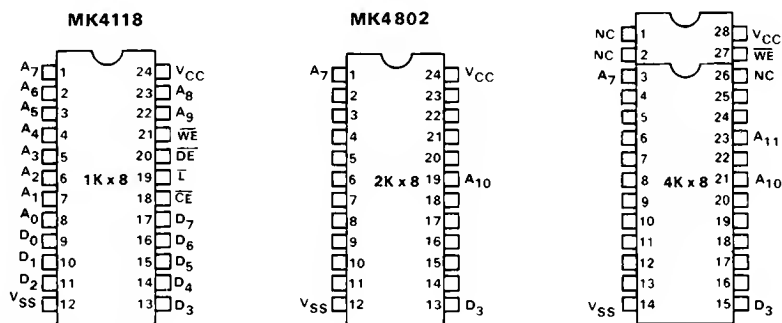 MK4118
A7 1 24 VCC
A6 2 23 A8
A5 3 22 A9
A4 4 21 W̅E̅
A3 5 20 D̅E̅
A2 6 1K x 8 19 L̅
A1 7 18 C̅E̅
A0 8 17 D7
D0 9 16 D6
D1 10 15 D5
D2 11 14 D4
VSS 12 13 D3
MK4802
A7 1 24 VCC
2 23
3 22
4 21
5 20
6 2K x 8 19 A10
7 18
8 17
9 16
10 15
11 14
VSS 12 13 D3
NC 1 28 VCC
NC 2 27 W̅E̅
A7 3 26 NC
4 25
5 24
6 23 A11
7 22
8 4K x 8 21 A10
9 20
10 19
11 18
12 17
13 16
VSS 14 15 D3